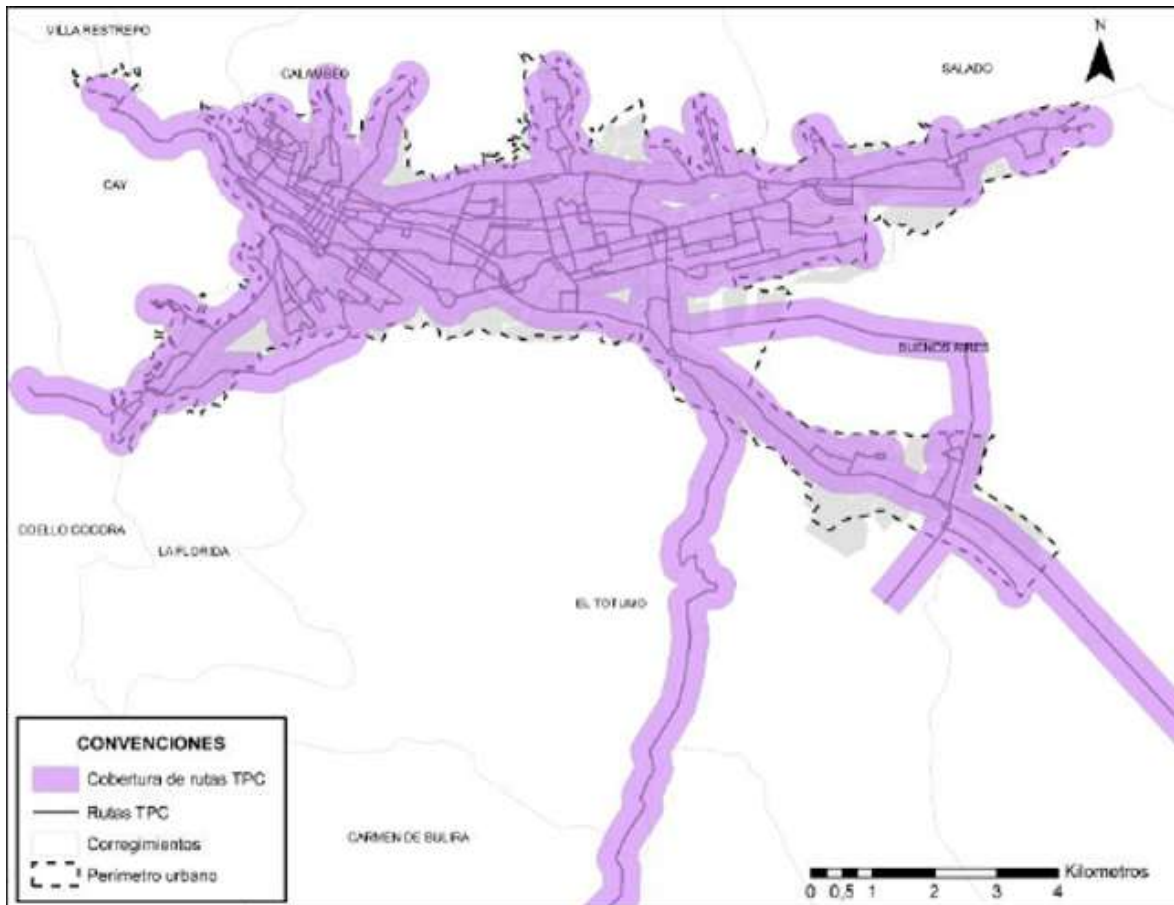 VILLA RESTREPO
N
CALAMBEO
SALADO
CAY
BUENOS AIRES
COELLO COCORA
LA FLORIDA
EL TOTUMO
CONVENCIONES
Cobertura de rutas TPC
Rutas TPC
Corregimientos
Perímetro urbano
CARMEN DE BULIRA
Kilometros
0 0,5 1 2 3 4